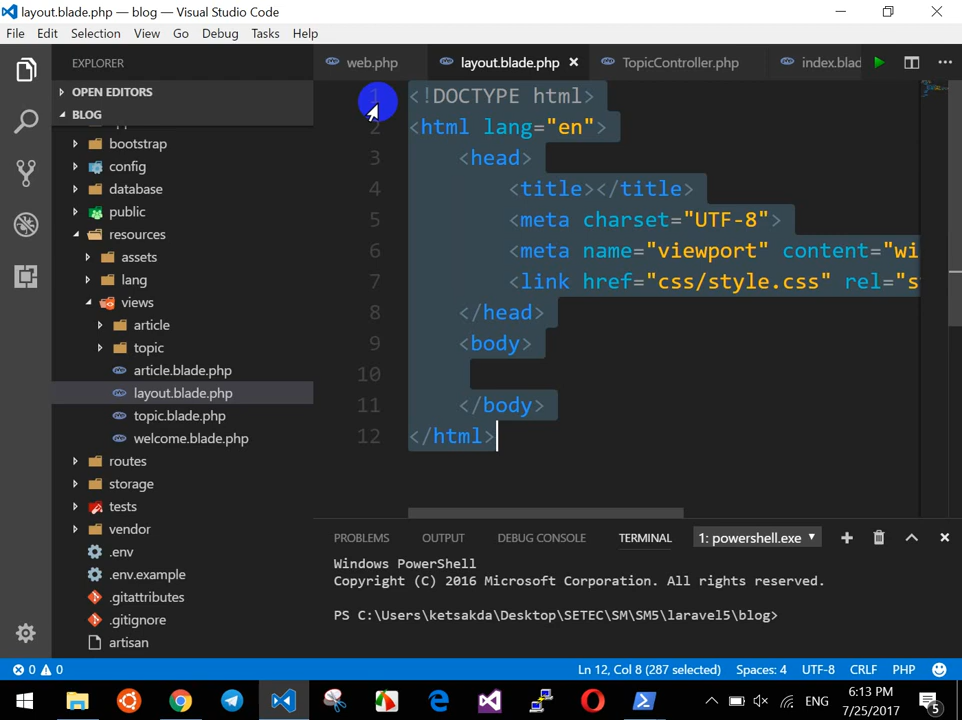 layout.blade.php — blog — Visual Studio Code
File Edit Selection View Go Debug Tasks Help
EXPLORER
web.php layout.blade.php TopicController.php index.blad
OPEN EDITORS
BLOG
bootstrap
config
database
public
resources
assets
lang
views
article
topic
article.blade.php
layout.blade.php
topic.blade.php
welcome.blade.php
routes
storage
tests
vendor
.env
.env.example
.gitattributes
.gitignore
artisan
1 <!DOCTYPE html>
2 <html lang="en">
3 <head>
4 <title></title>
5 <meta charset="UTF-8">
6 <meta name="viewport" content="wi
7 <link href="css/style.css" rel="s
8 </head>
9 <body>
10
11 </body>
12 </html>
PROBLEMS OUTPUT DEBUG CONSOLE TERMINAL 1: powershell.exe
Windows PowerShell
Copyright (C) 2016 Microsoft Corporation. All rights reserved.
PS C:\Users\ketsakda\Desktop\SETEC\SM\SM5\laravel5\blog>
0 0 Ln 12, Col 8 (287 selected) Spaces: 4 UTF-8 CRLF PHP
ENG
6:13 PM
7/25/2017
5